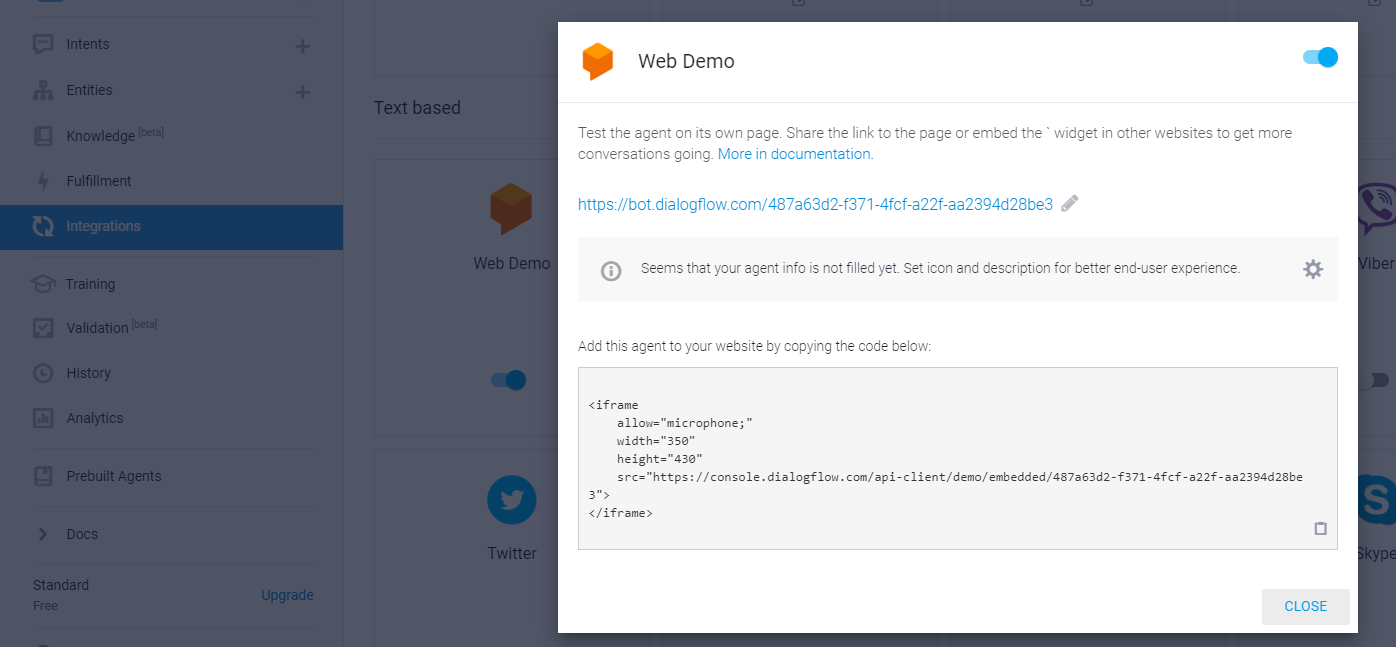 Intents
Entities
Knowledge [beta]
Fulfillment
Integrations
Training
Validation [beta]
History
Analytics
Prebuilt Agents
Docs
Standard
Free
Upgrade
Text based
Web Demo
Twitter
Viber
Skype
Web Demo
Test the agent on its own page. Share the link to the page or embed the ` widget in other websites to get more
conversations going. More in documentation.
https://bot.dialogflow.com/487a63d2-f371-4fcf-a22f-aa2394d28be3
Seems that your agent info is not filled yet. Set icon and description for better end-user experience.
Add this agent to your website by copying the code below:
<iframe
    allow="microphone;"
    width="350"
    height="430"
    src="https://console.dialogflow.com/api-client/demo/embedded/487a63d2-f371-4fcf-a22f-aa2394d28be
3">
</iframe>
CLOSE